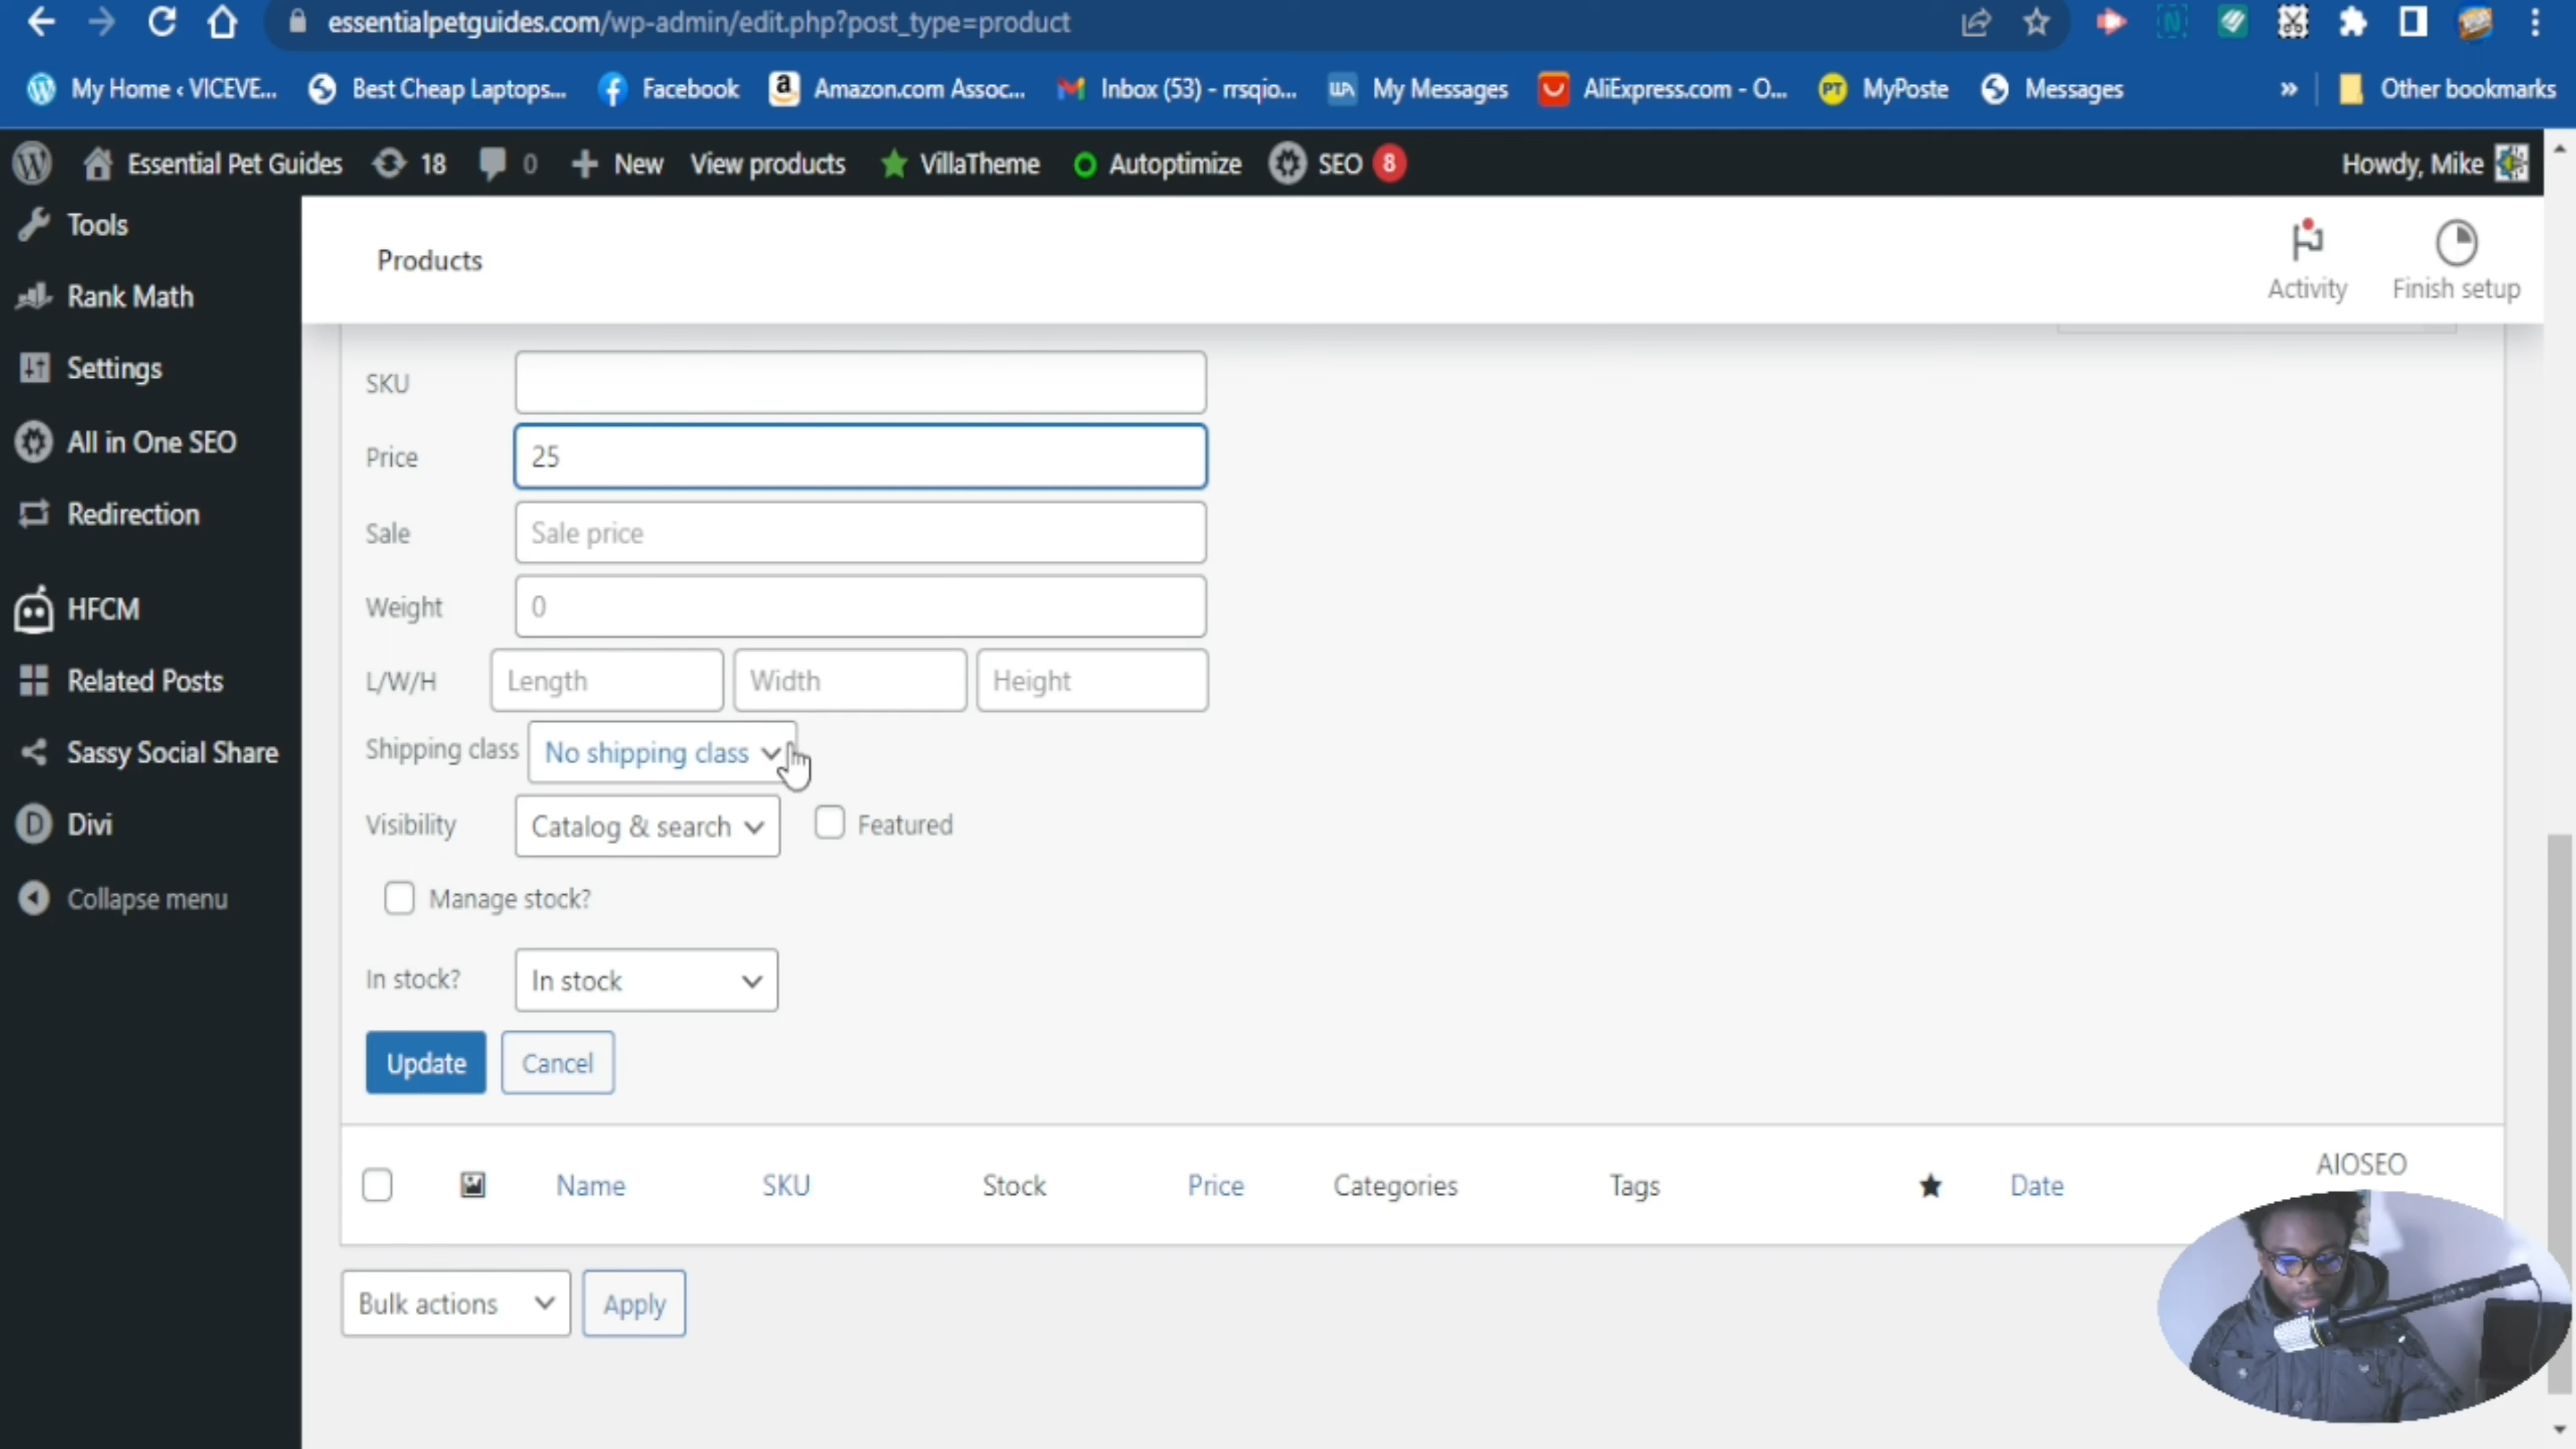 essentialpetguides.com/wp-admin/edit.php?post_type=product
My Home ‹ VICEVE... Best Cheap Laptops... Facebook Amazon.com Assoc... Inbox (53) - rrsqio... My Messages AliExpress.com - O... MyPoste Messages » Other bookmarks
Essential Pet Guides 18 0 + New View products VillaTheme Autoptimize SEO 8 Howdy, Mike
Tools
Rank Math
Settings
All in One SEO
Redirection
HFCM
Related Posts
Sassy Social Share
Divi
Collapse menu
Products
Activity Finish setup
SKU
Price 25
Sale Sale price
Weight 0
L/W/H Length Width Height
Shipping class No shipping class
Visibility Catalog & search Featured
Manage stock?
In stock? In stock
Update Cancel
Name SKU Stock Price Categories Tags Date AIOSEO
Bulk actions Apply